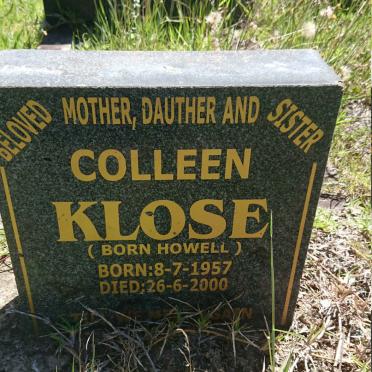 BELOVED MOTHER, DAUTHER AND SISTER
COLLEEN
KLOSE
( BORN HOWELL )
BORN:8-7-1957
DIED:26-6-2000